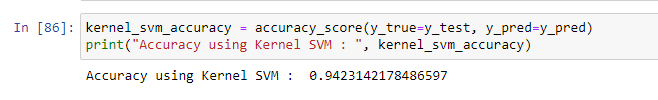 In [86]: kernel_svm_accuracy = accuracy_score(y_true=y_test, y_pred=y_pred)
print("Accuracy using Kernel SVM : ", kernel_svm_accuracy)
Accuracy using Kernel SVM :  0.9423142178486597